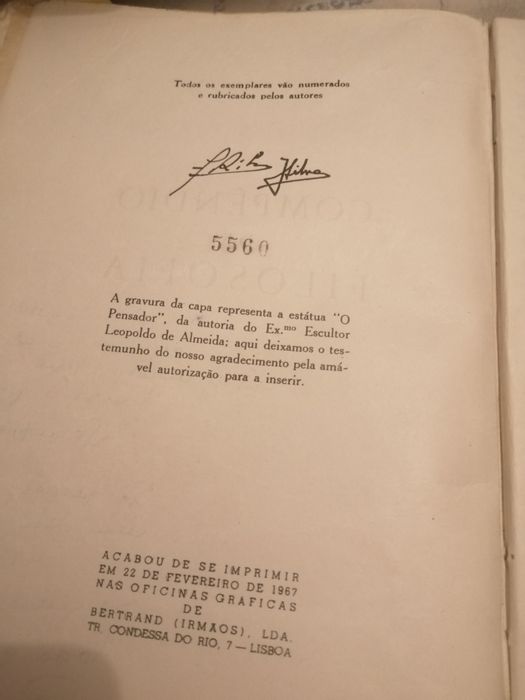 Todos os exemplares vão numerados
e rubricados pelos autores
5560
A gravura da capa representa a estátua "O
Pensador", da autoria do Ex.mo Escultor
Leopoldo de Almeida; aqui deixamos o tes-
temunho do nosso agradecimento pela amá-
vel autorização para a inserir.
ACABOU DE SE IMPRIMIR
EM 22 DE FEVEREIRO DE 1967
NAS OFICINAS GRAFICAS
DE
BERTRAND (IRMÃOS), LDA.
TR. CONDESSA DO RIO, 7 — LISBOA